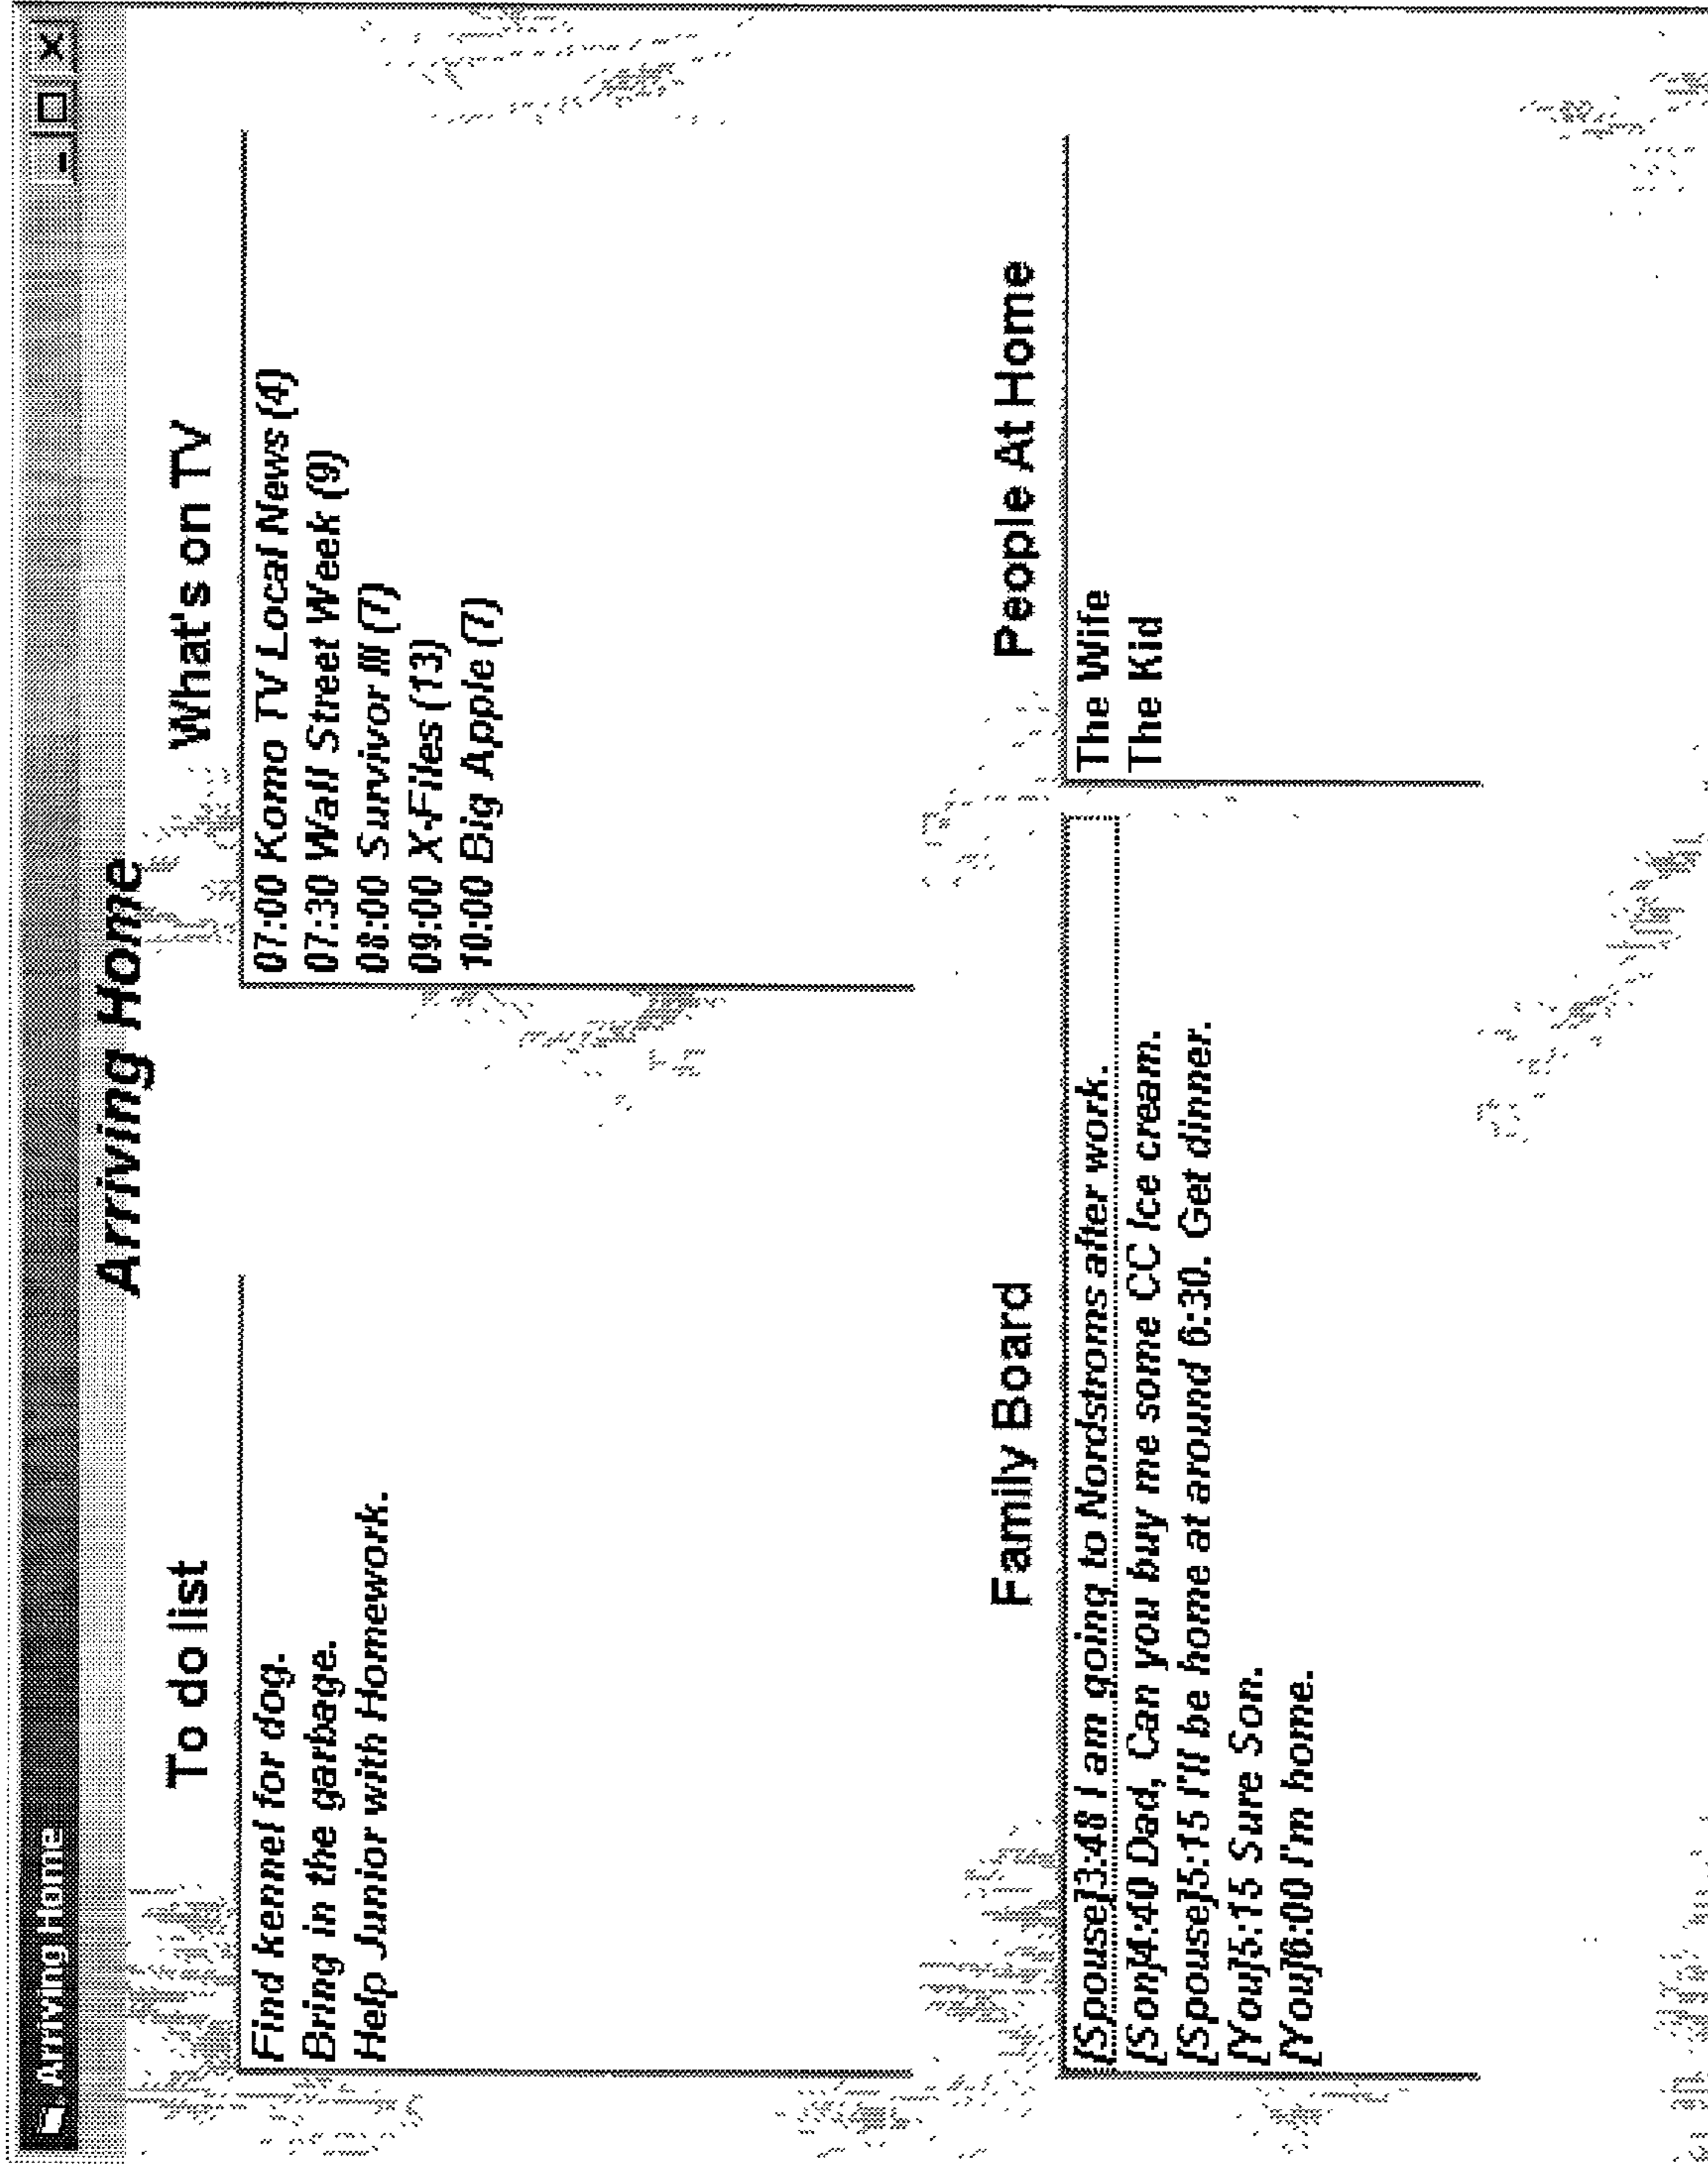 Arriving Home
Arriving Home
To do list
Find kennel for dog.
Bring in the garbage.
Help Junior with Homework.
What's on TV
07:00 Komo TV Local News (4)
07:30 Wall Street Week (9)
08:00 Survivor III (7)
09:00 X-Files (13)
10:00 Big Apple (7)
Family Board
[Spouse]3:48 I am going to Nordstroms after work.
[Son]4:40 Dad, Can you buy me some CC Ice cream.
[Spouse]5:15 I'll be home at around 6:30. Get dinner.
[You]5:15 Sure Son.
[You]6:00 I'm home.
People At Home
The Wife
The Kid